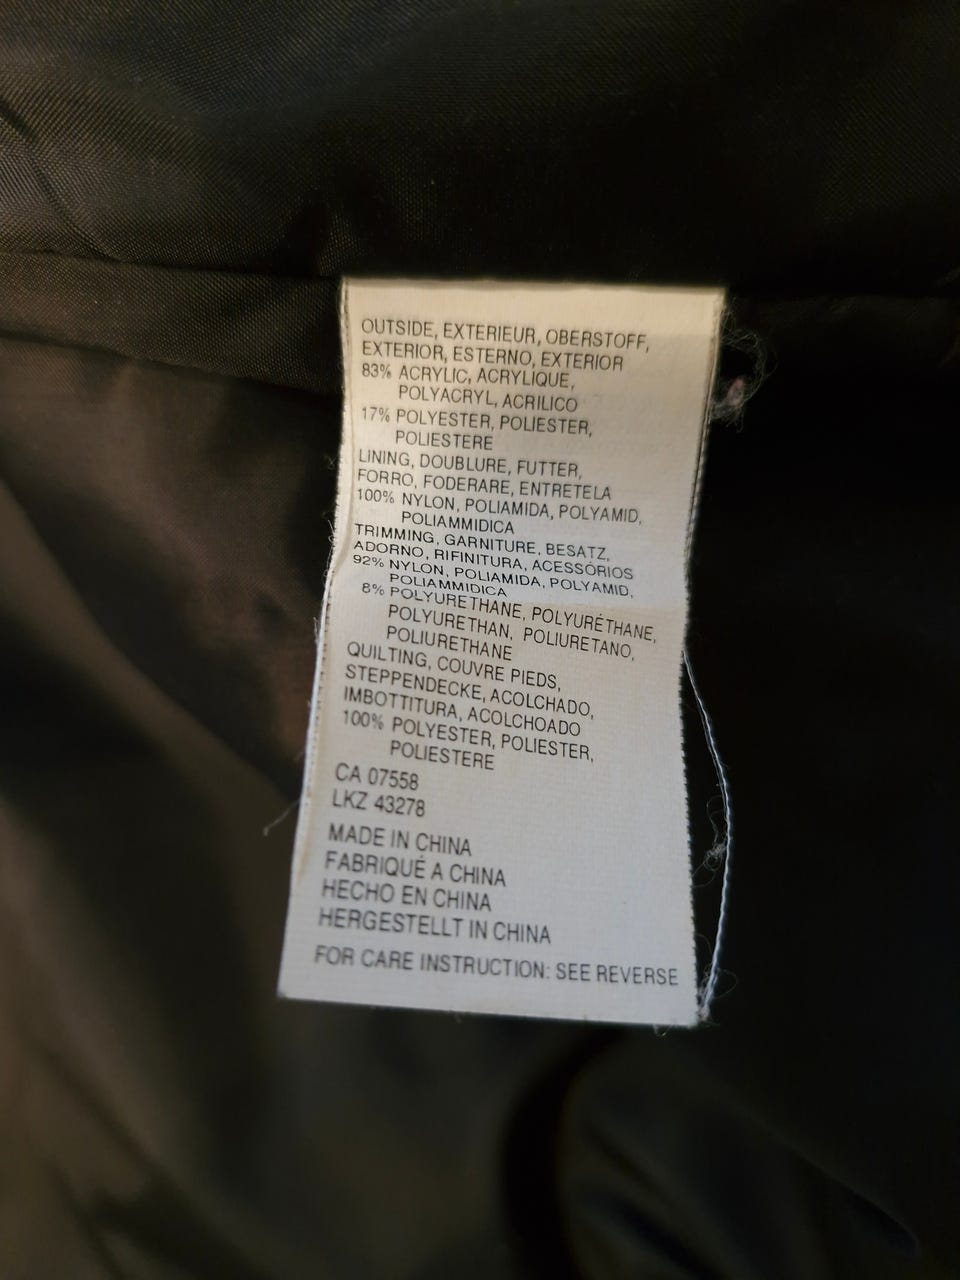 OUTSIDE, EXTERIEUR, OBERSTOFF,
EXTERIOR, ESTERNO, EXTERIOR
83% ACRYLIC, ACRYLIQUE,
POLYACRYL, ACRILICO
17% POLYESTER, POLIESTER,
POLIESTERE
LINING, DOUBLURE, FUTTER,
FORRO, FODERARE, ENTRETELA
100% NYLON, POLIAMIDA, POLYAMID,
POLIAMMIDICA
TRIMMING, GARNITURE, BESATZ,
ADORNO, RIFINITURA, ACESSÓRIOS
92% NYLON, POLIAMIDA, POLYAMID,
POLIAMMIDICA
8% POLYURETHANE, POLYURÉTHANE,
POLYURETHAN, POLIURETANO,
POLIURETHANE
QUILTING, COUVRE PIEDS,
STEPPENDECKE, ACOLCHADO,
IMBOTTITURA, ACOLCHOADO
100% POLYESTER, POLIESTER,
POLIESTERE
CA 07558
LKZ 43278
MADE IN CHINA
FABRIQUÉ A CHINA
HECHO EN CHINA
HERGESTELLT IN CHINA
FOR CARE INSTRUCTION: SEE REVERSE